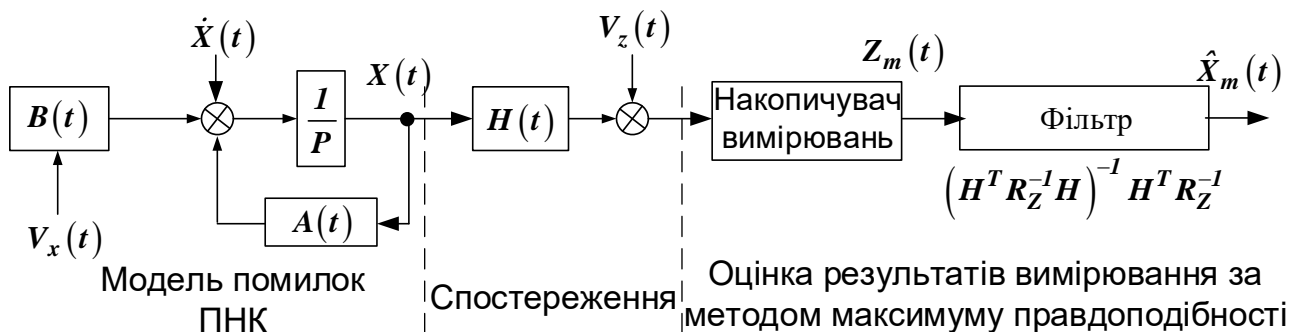 Ẋ(t)
V_z(t)
X(t)
Z_m(t)
X̂_m(t)
B(t)
1/P
H(t)
Накопичувач
вимірювань
Фільтр
(H^T R_Z^{-1} H)^{-1} H^T R_Z^{-1}
A(t)
V_x(t)
Модель помилок
ПНК
Спостереження
Оцінка результатів вимірювання за
методом максимуму правдоподібності